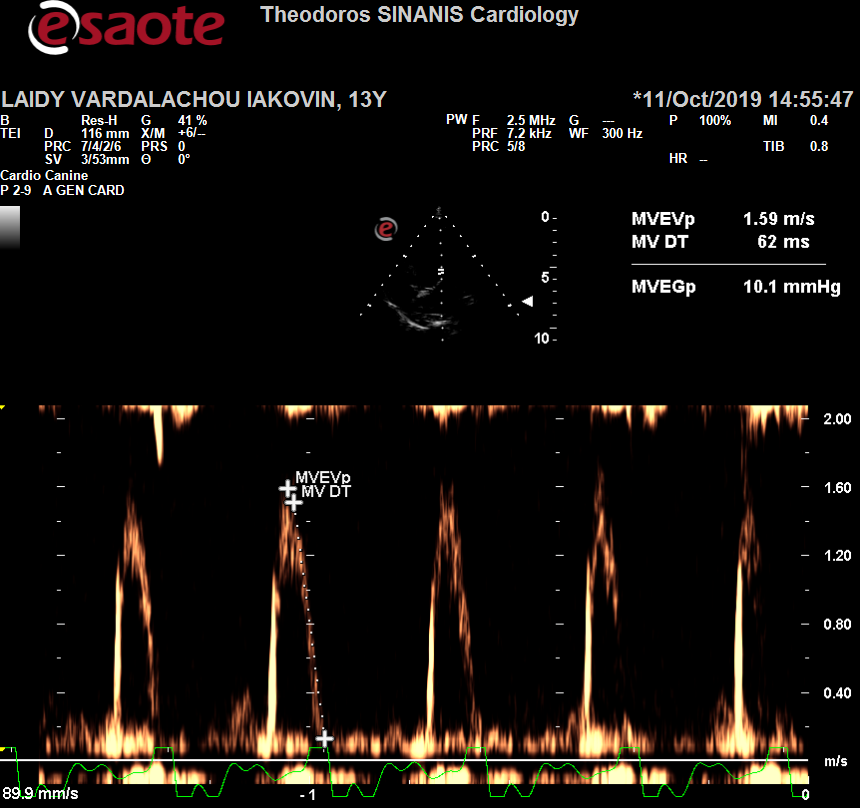 esaote
Theodoros SINANIS Cardiology
LAIDY VARDALACHOU IAKOVIN, 13Y *11/Oct/2019 14:55:47
B Res-H G 41 % PW F 2.5 MHz G --- P 100% MI 0.4
TEI D 116 mm X/M +6/-- PRF 7.2 kHz WF 300 Hz
PRC 7/4/2/6 PRS 0 PRC 5/8 TIB 0.8
SV 3/53mm Θ 0° HR --
Cardio Canine
P 2-9 A GEN CARD
e
0
5
10
MVEVp 1.59 m/s
MV DT 62 ms
MVEGp 10.1 mmHg
2.00
MVEVp
MV DT
1.60
1.20
0.80
0.40
m/s
89.9 mm/s -1 0